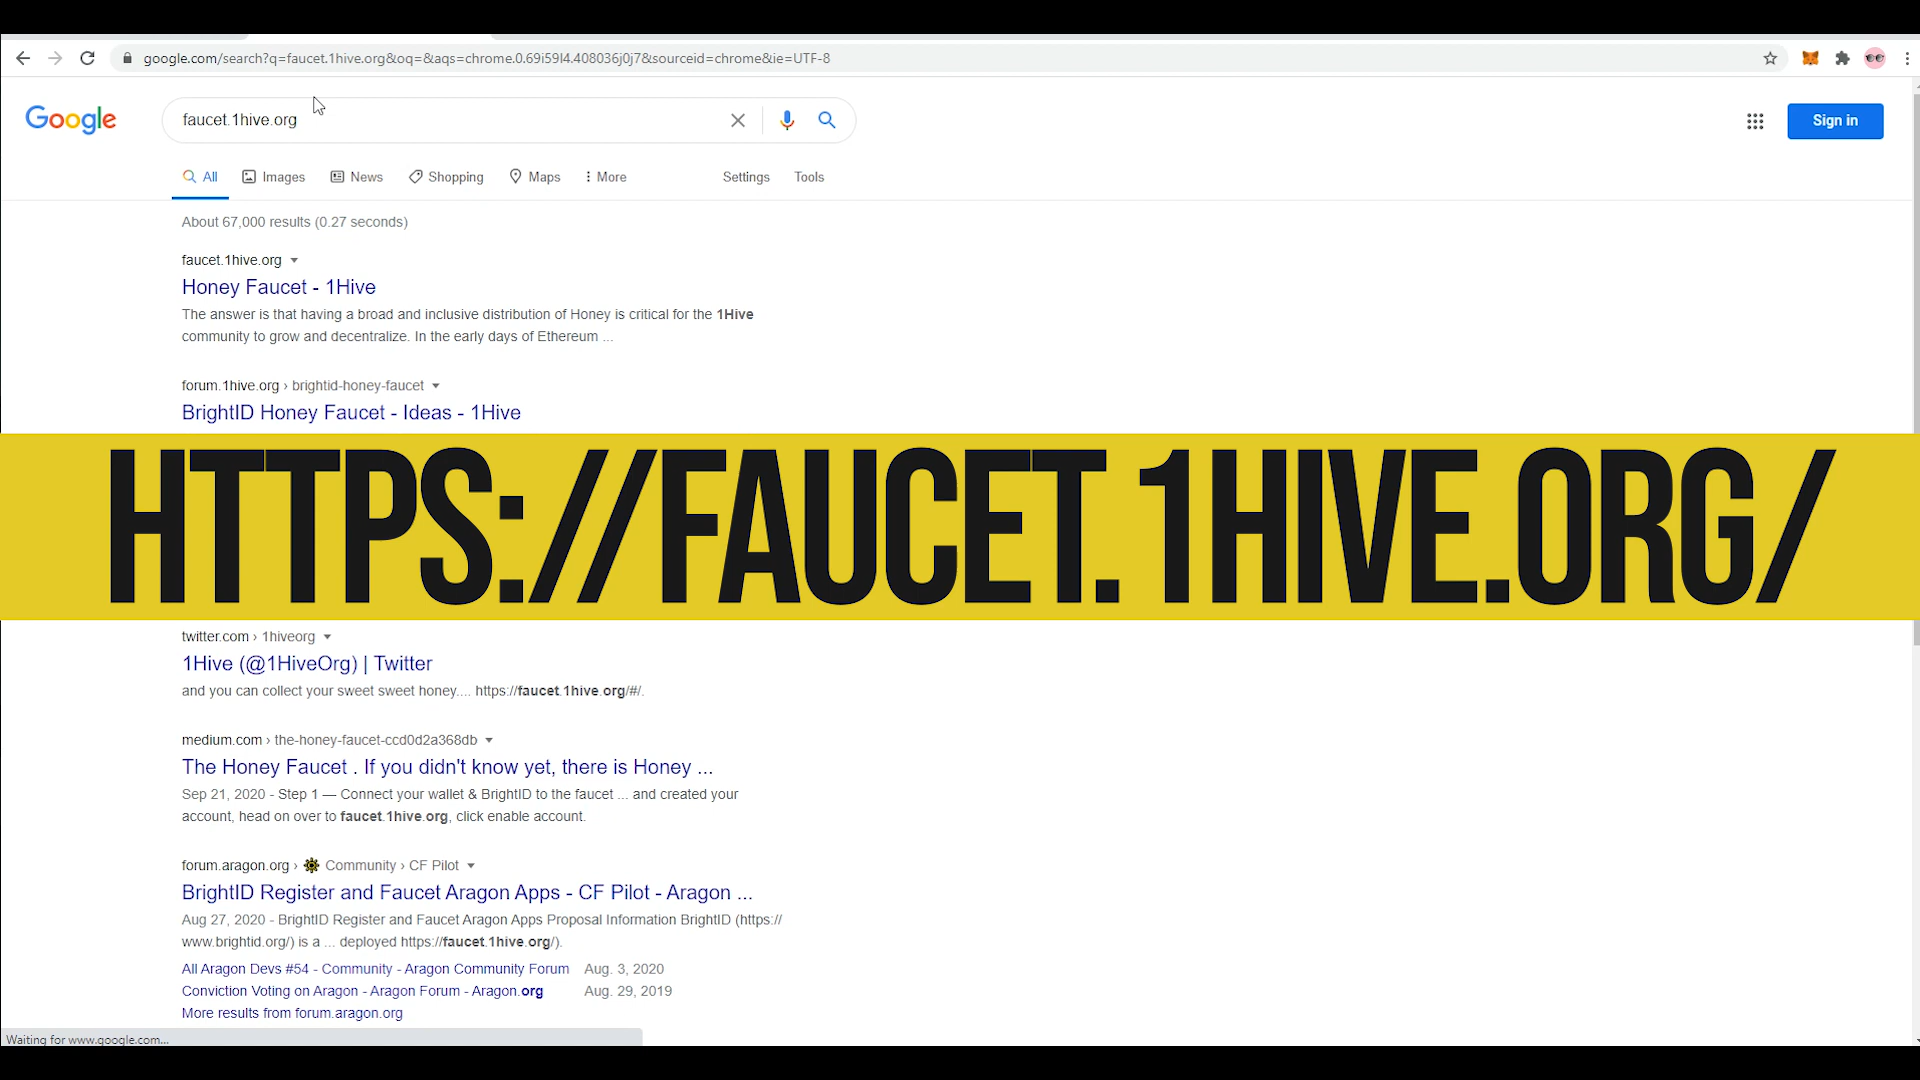 google.com/search?q=faucet.1hive.org&oq=&aqs=chrome.0.69i59l4.408036j0j7&sourceid=chrome&ie=UTF-8
Google
faucet.1hive.org
Sign in
All Images News Shopping Maps More Settings Tools
About 67,000 results (0.27 seconds)
faucet.1hive.org
Honey Faucet - 1Hive
The answer is that having a broad and inclusive distribution of Honey is critical for the 1Hive
community to grow and decentralize. In the early days of Ethereum ...
forum.1hive.org › brightid-honey-faucet
BrightID Honey Faucet - Ideas - 1Hive
HTTPS://FAUCET.1HIVE.ORG/
twitter.com › 1hiveorg
1Hive (@1HiveOrg) | Twitter
and you can collect your sweet sweet honey.... https://faucet.1hive.org/#/.
medium.com › the-honey-faucet-ccd0d2a368db
The Honey Faucet . If you didn't know yet, there is Honey ...
Sep 21, 2020 - Step 1 — Connect your wallet & BrightID to the faucet ... and created your
account, head on over to faucet.1hive.org, click enable account.
forum.aragon.org › Community › CF Pilot
BrightID Register and Faucet Aragon Apps - CF Pilot - Aragon ...
Aug 27, 2020 - BrightID Register and Faucet Aragon Apps Proposal Information BrightID (https://
www.brightid.org/) is a ... deployed https://faucet.1hive.org/).
All Aragon Devs #54 - Community - Aragon Community Forum Aug. 3, 2020
Conviction Voting on Aragon - Aragon Forum - Aragon.org Aug. 29, 2019
More results from forum.aragon.org
Waiting for www.google.com...